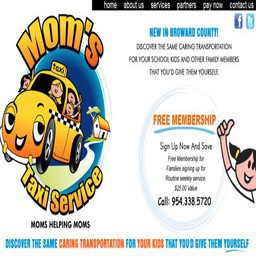 home about us services partners pay now contact us
Mom's
TAXI
Taxi Service
MOMS HELPING MOMS
NEW IN BROWARD COUNTY!
DISCOVER THE SAME CARING TRANSPORTATION
FOR YOUR SCHOOL KIDS AND OTHER FAMILY MEMBERS
THAT YOU'D GIVE THEM YOURSELF.
FREE MEMBERSHIP
Sign Up Now And Save
Free Membership for
Families signing up for
Routine weekly service.
$25.00 Value
Call: 954.338.5720
DISCOVER THE SAME CARING TRANSPORTATION FOR YOUR KIDS THAT YOU'D GIVE THEM YOURSELF